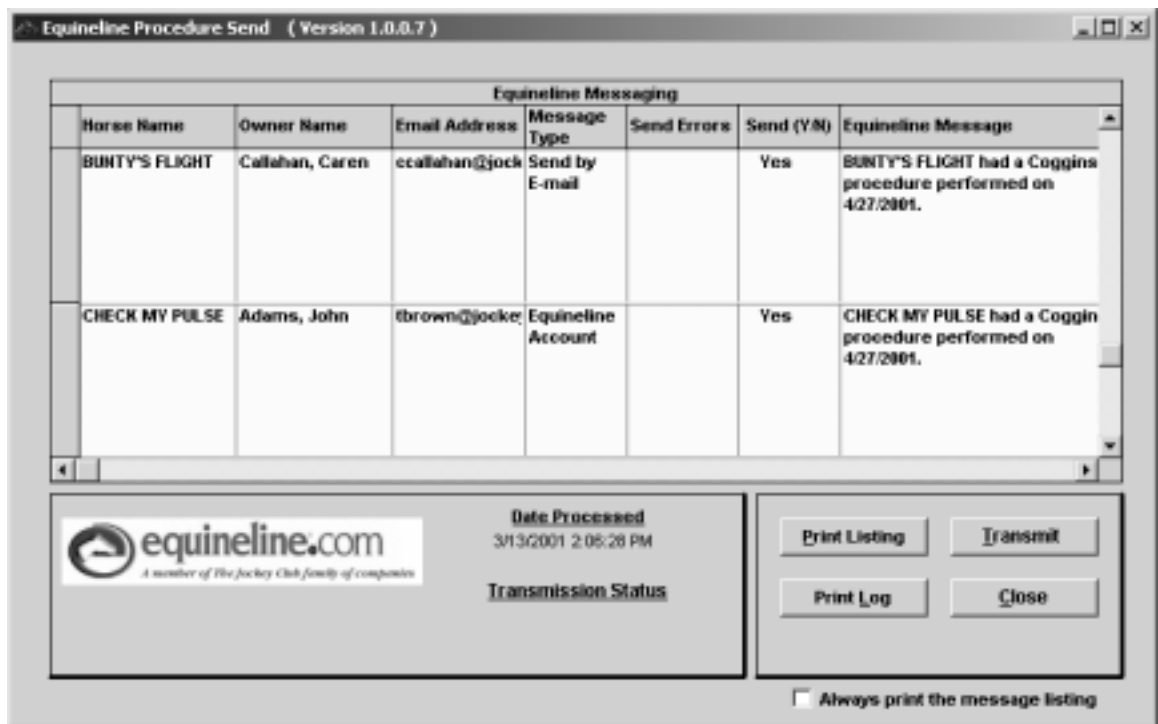 Equineline Procedure Send ( Version 1.0.0.7 )
Equineline Messaging
Horse Name Owner Name Email Address Message Type Send Errors Send (Y/N) Equineline Message
BUNTY'S FLIGHT Callahan, Caren ccallahan@jock Send by Yes BUNTY'S FLIGHT had a Coggins
E-mail procedure performed on
4/27/2001.
CHECK MY PULSE Adams, John tbrown@jockey Equineline Yes CHECK MY PULSE had a Coggin
Account procedure performed on
4/27/2001.
equineline.com
A member of The Jockey Club family of companies
Date Processed
3/13/2001 2:06:28 PM
Transmission Status
Print Listing Transmit
Print Log Close
Always print the message listing